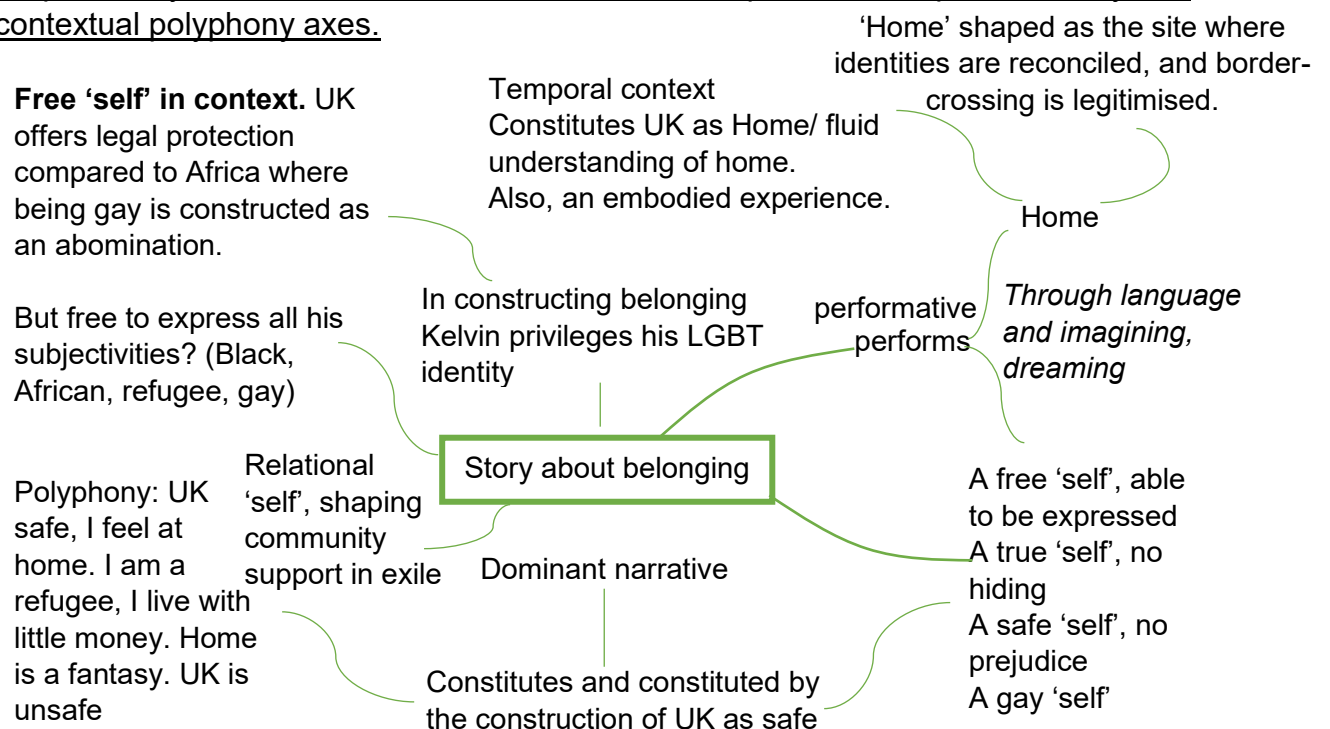 contextual polyphony axes.
‘Home’ shaped as the site where
identities are reconciled, and border-
crossing is legitimised.
Free ‘self’ in context. UK
offers legal protection
compared to Africa where
being gay is constructed as
an abomination.
Temporal context
Constitutes UK as Home/ fluid
understanding of home.
Also, an embodied experience.
Home
But free to express all his
subjectivities? (Black,
African, refugee, gay)
In constructing belonging
Kelvin privileges his LGBT
identity
performative
performs
Through language
and imagining,
dreaming
Story about belonging
Relational
‘self’, shaping
community
support in exile
Polyphony: UK
safe, I feel at
home. I am a
refugee, I live with
little money. Home
is a fantasy. UK is
unsafe
Dominant narrative
Constitutes and constituted by
the construction of UK as safe
A free ‘self’, able
to be expressed
A true ‘self’, no
hiding
A safe ‘self’, no
prejudice
A gay ‘self’